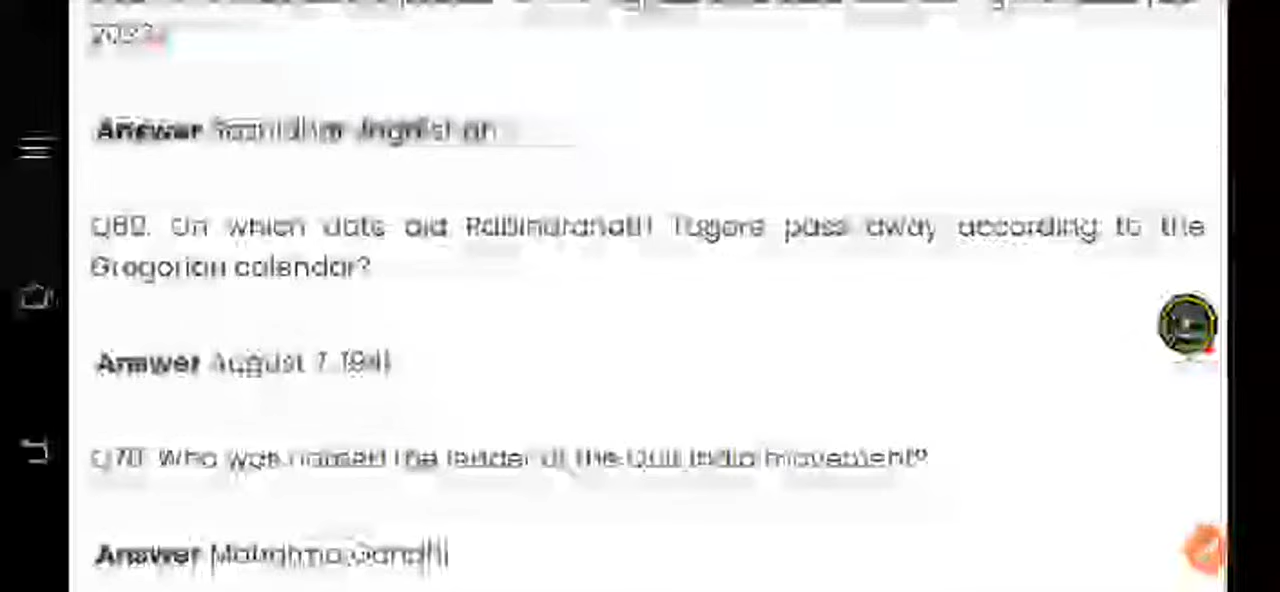 Answer
Q69. On which date did Rabindranath Tagore pass away according to the
Gregorian calendar?
Answer August 7, 1941
Q70. Who was named the leader of the Quit India movement?
Answer Mahatma Gandhi